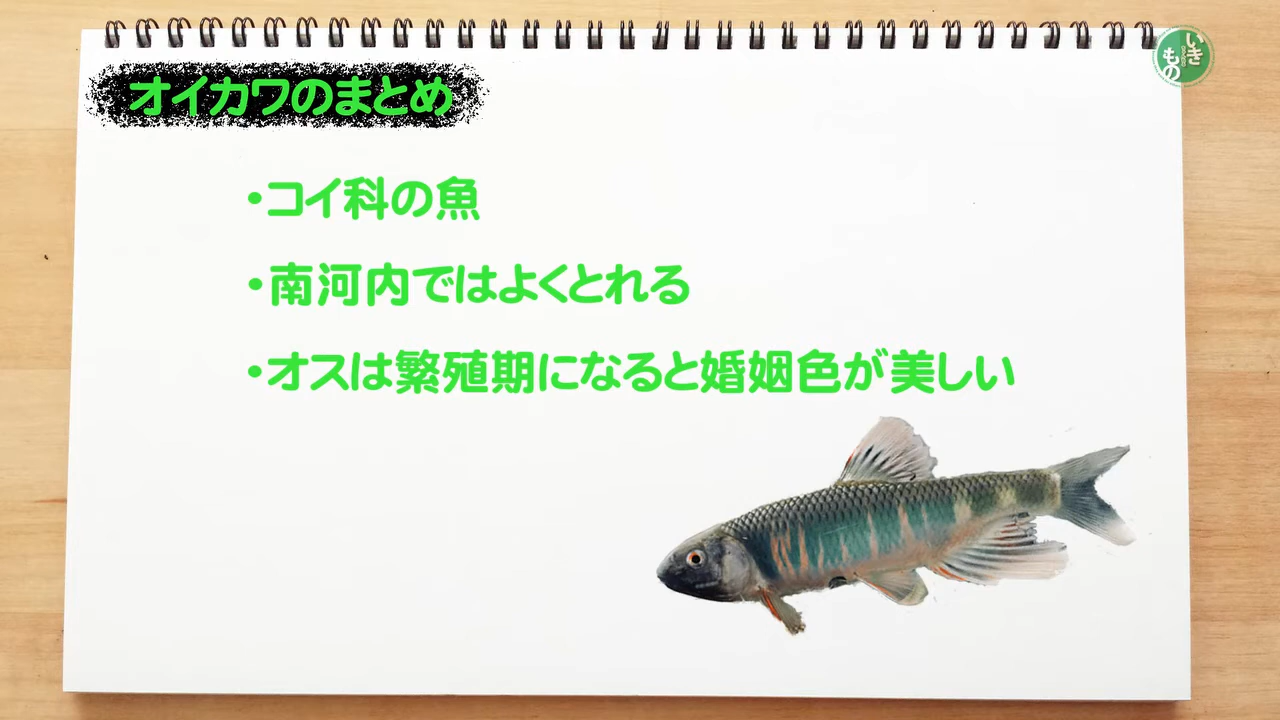 オイカワのまとめ
いき
もの
・コイ科の魚
・南河内ではよくとれる
・オスは繁殖期になると婚姻色が美しい